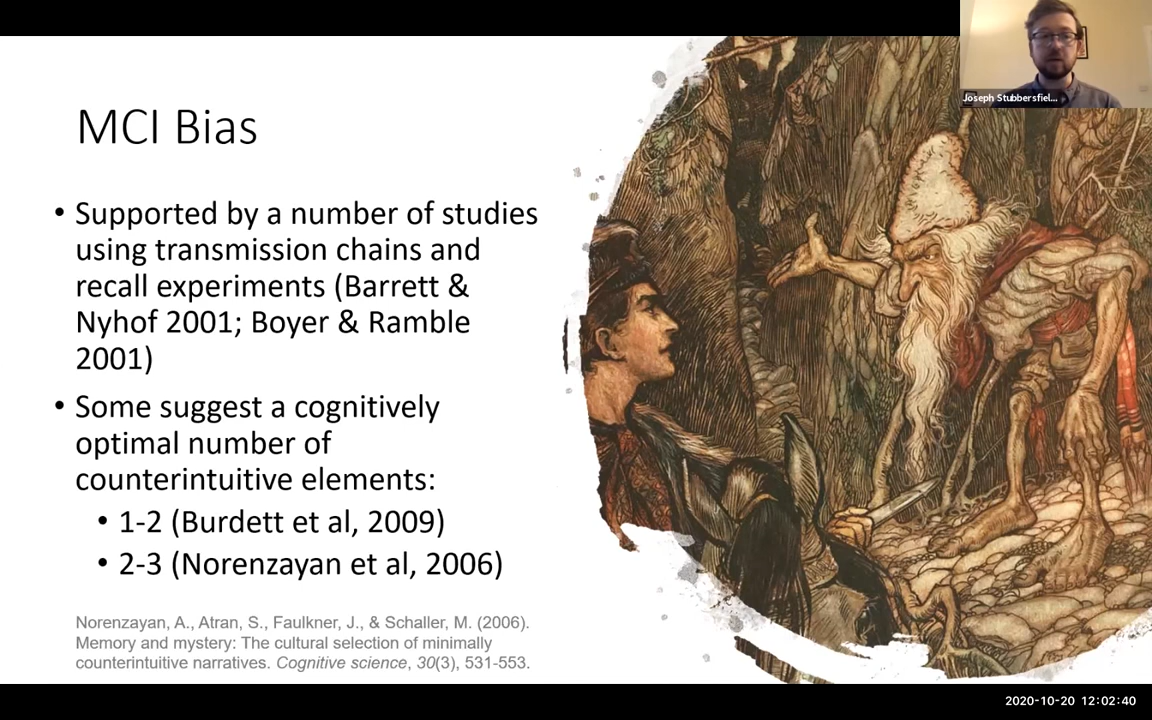 Joseph Stubbersfiel...
MCI Bias
• Supported by a number of studies
using transmission chains and
recall experiments (Barrett &
Nyhof 2001; Boyer & Ramble
2001)
• Some suggest a cognitively
optimal number of
counterintuitive elements:
• 1-2 (Burdett et al, 2009)
• 2-3 (Norenzayan et al, 2006)
Norenzayan, A., Atran, S., Faulkner, J., & Schaller, M. (2006).
Memory and mystery: The cultural selection of minimally
counterintuitive narratives. Cognitive science, 30(3), 531-553.
2020-10-20 12:02:40